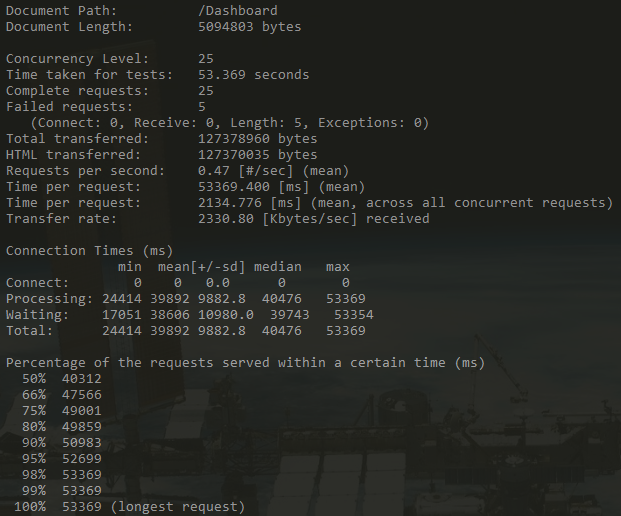 Document Path: /Dashboard
Document Length: 5094803 bytes
Concurrency Level: 25
Time taken for tests: 53.369 seconds
Complete requests: 25
Failed requests: 5
(Connect: 0, Receive: 0, Length: 5, Exceptions: 0)
Total transferred: 127378960 bytes
HTML transferred: 127370035 bytes
Requests per second: 0.47 [#/sec] (mean)
Time per request: 53369.400 [ms] (mean)
Time per request: 2134.776 [ms] (mean, across all concurrent requests)
Transfer rate: 2330.80 [Kbytes/sec] received
Connection Times (ms)
min mean[+/-sd] median max
Connect: 0 0 0.0 0 0
Processing: 24414 39892 9882.8 40476 53369
Waiting: 17051 38606 10980.0 39743 53354
Total: 24414 39892 9882.8 40476 53369
Percentage of the requests served within a certain time (ms)
50% 40312
66% 47566
75% 49001
80% 49859
90% 50983
95% 52699
98% 53369
99% 53369
100% 53369 (longest request)